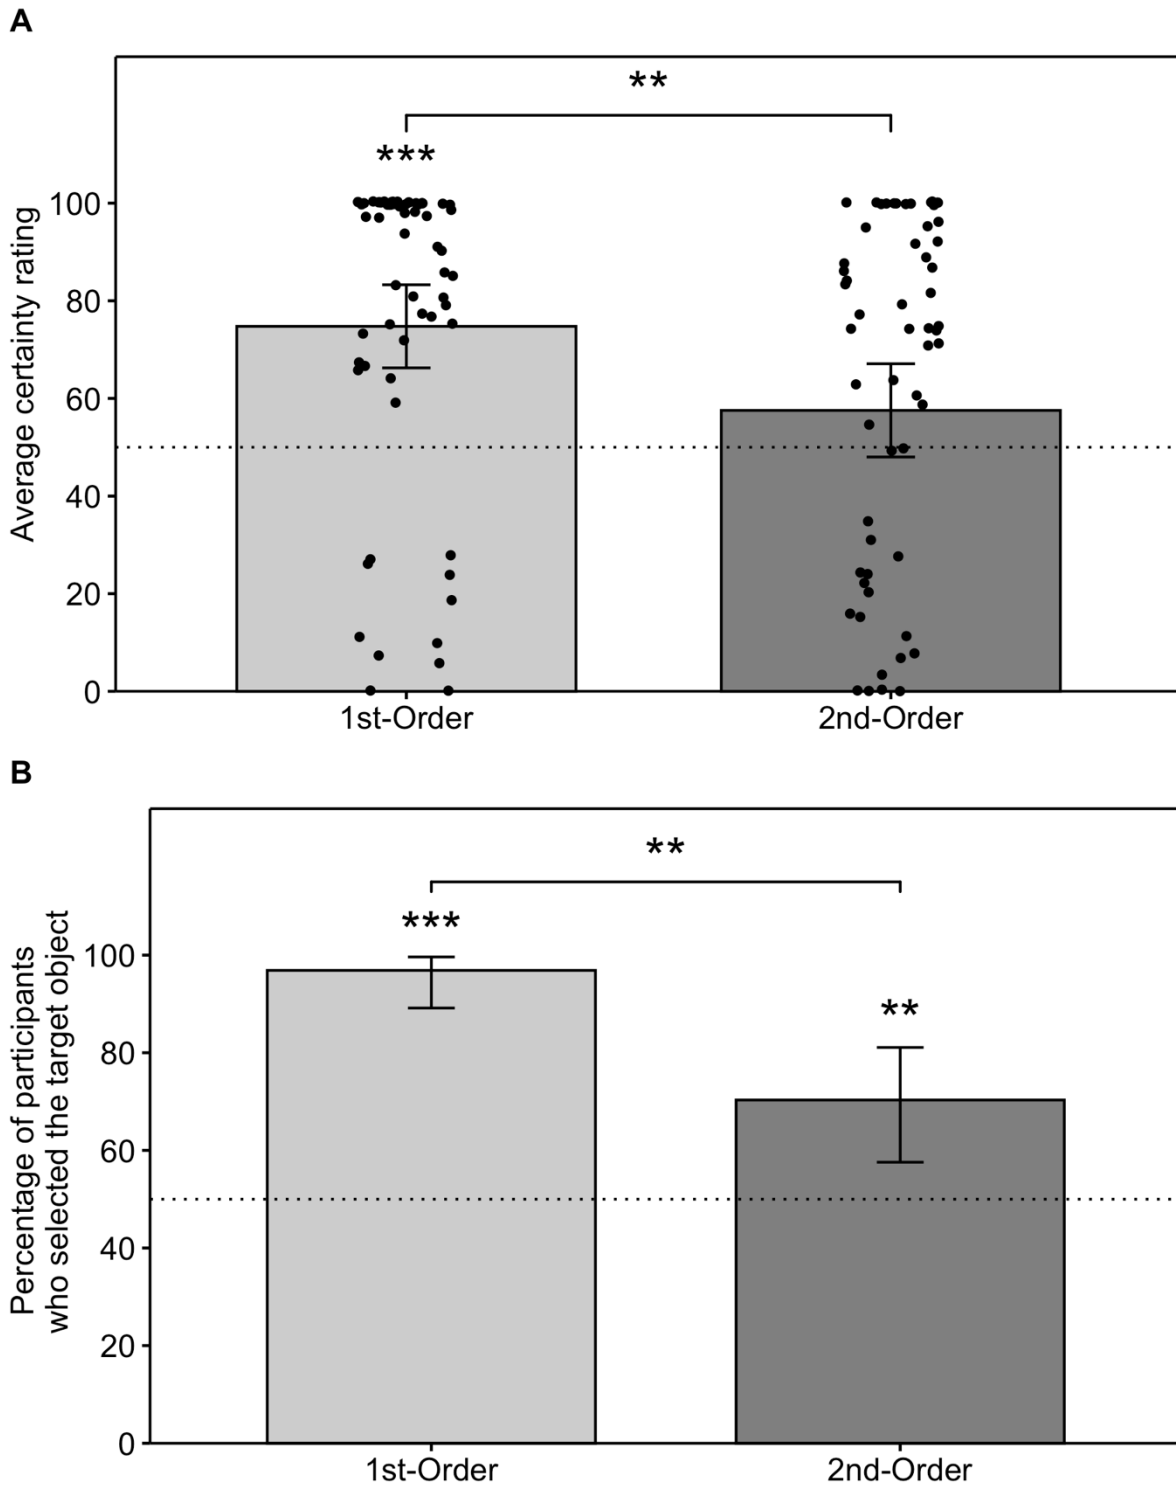 A
**
***
100
80
60
40
20
0
Average certainty rating
1st-Order
2nd-Order
B
**
***
**
100
80
60
40
20
0
Percentage of participants
who selected the target object
1st-Order
2nd-Order